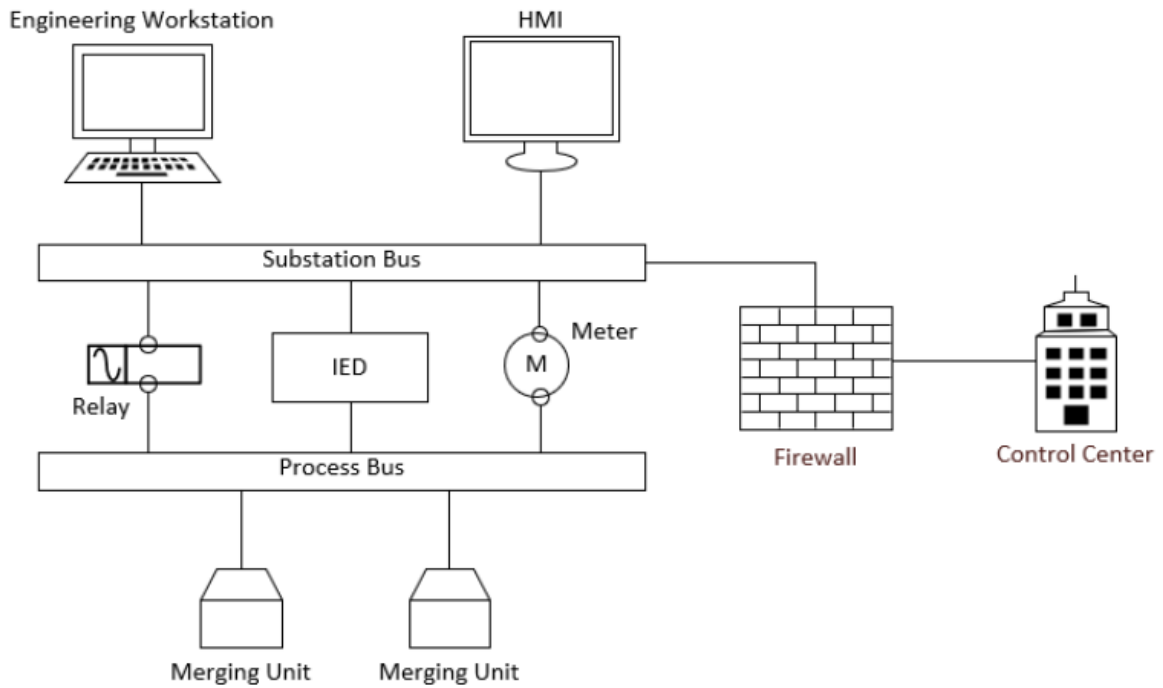 Engineering Workstation
HMI
Substation Bus
Relay
IED
Meter
M
Process Bus
Firewall
Control Center
Merging Unit
Merging Unit